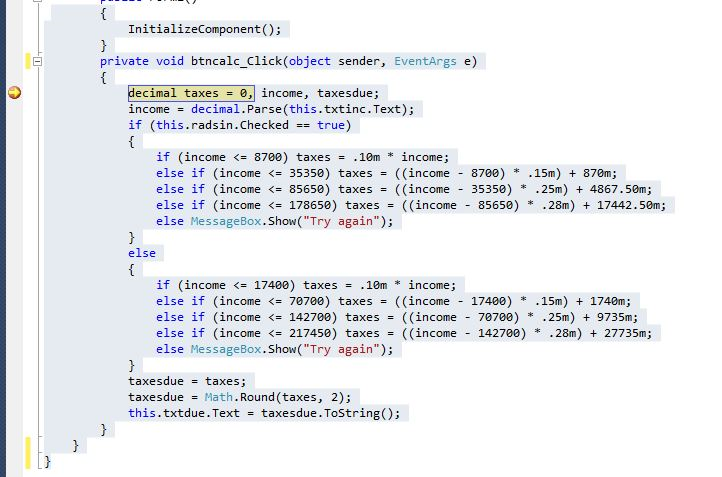 {
InitializeComponent();
}
private void btncalc_Click(object sender, EventArgs e)
{
decimal taxes = 0, income, taxesdue;
income = decimal.Parse(this.txtinc.Text);
if (this.radsin.Checked == true)
{
if (income <= 8700) taxes = .10m * income;
else if (income <= 35350) taxes = ((income - 8700) * .15m) + 870m;
else if (income <= 85650) taxes = ((income - 35350) * .25m) + 4867.50m;
else if (income <= 178650) taxes = ((income - 85650) * .28m) + 17442.50m;
else MessageBox.Show("Try again");
}
else
{
if (income <= 17400) taxes = .10m * income;
else if (income <= 70700) taxes = ((income - 17400) * .15m) + 1740m;
else if (income <= 142700) taxes = ((income - 70700) * .25m) + 9735m;
else if (income <= 217450) taxes = ((income - 142700) * .28m) + 27735m;
else MessageBox.Show("Try again");
}
taxesdue = taxes;
taxesdue = Math.Round(taxes, 2);
this.txtdue.Text = taxesdue.ToString();
}
}
}